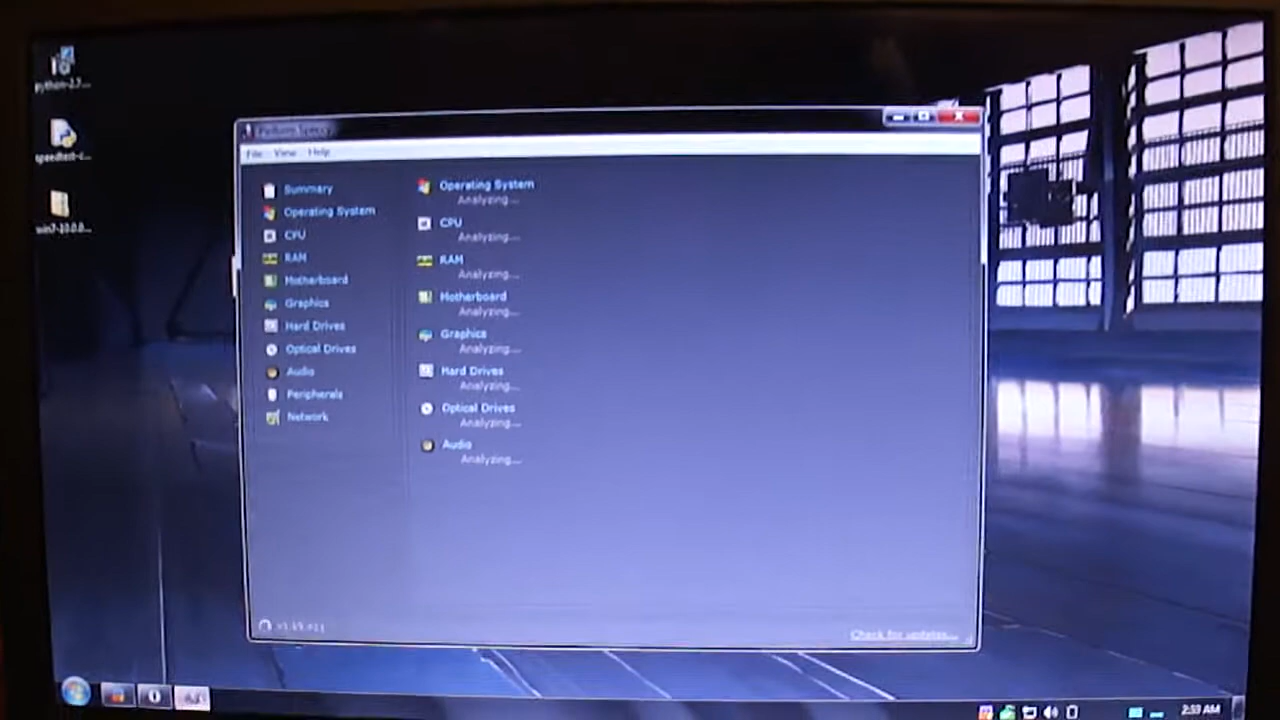 python-2.7...
speedtest-c...
win7-10.0.0...
Piriform Speccy
File View Help
Summary
Operating System
CPU
RAM
Motherboard
Graphics
Hard Drives
Optical Drives
Audio
Peripherals
Network
Operating System
Analyzing...
CPU
Analyzing...
RAM
Analyzing...
Motherboard
Analyzing...
Graphics
Analyzing...
Hard Drives
Analyzing...
Optical Drives
Analyzing...
Audio
Analyzing...
Check for updates...
2:53 AM